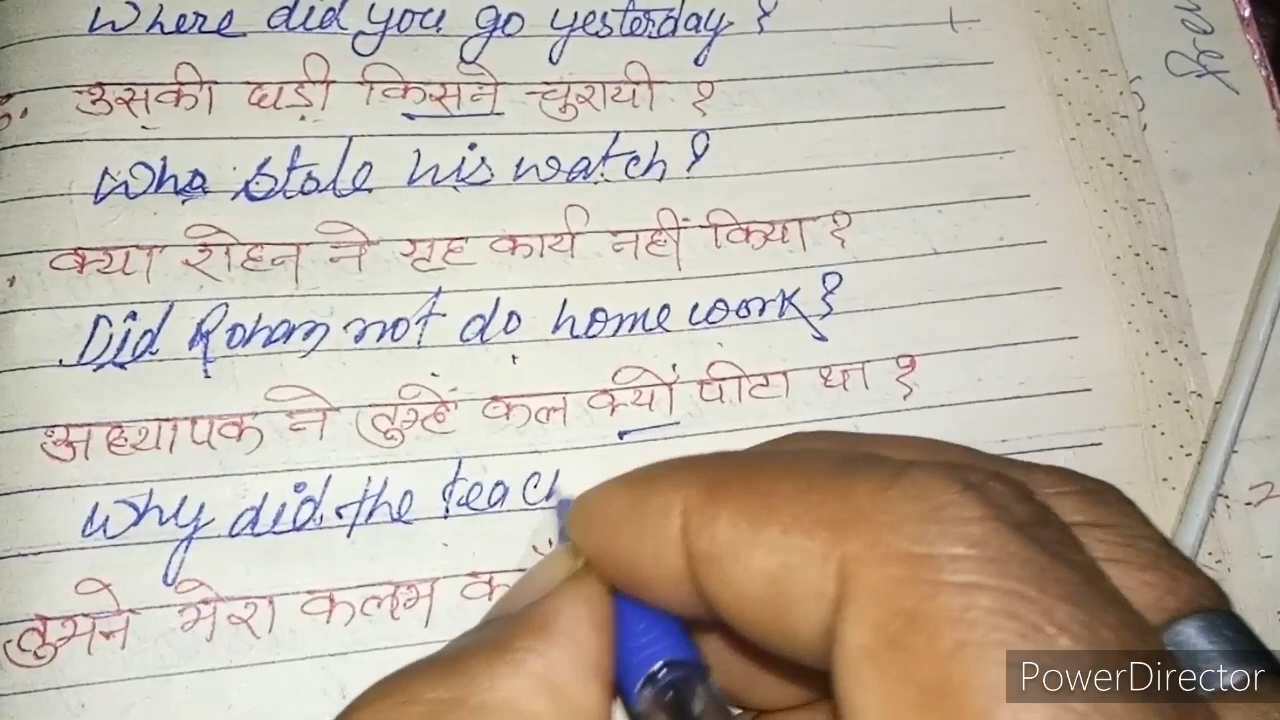 Where did you go yesterday?
उसकी घड़ी किसने चुरायी ?
Who stole his watch?
क्या रोहन ने गृह कार्य नहीं किया ?
Did Rohan not do home work?
अध्यापक ने तुम्हें कल क्यों पीटा था ?
Why did the teach
तुमने मेरा कलम
PowerDirector